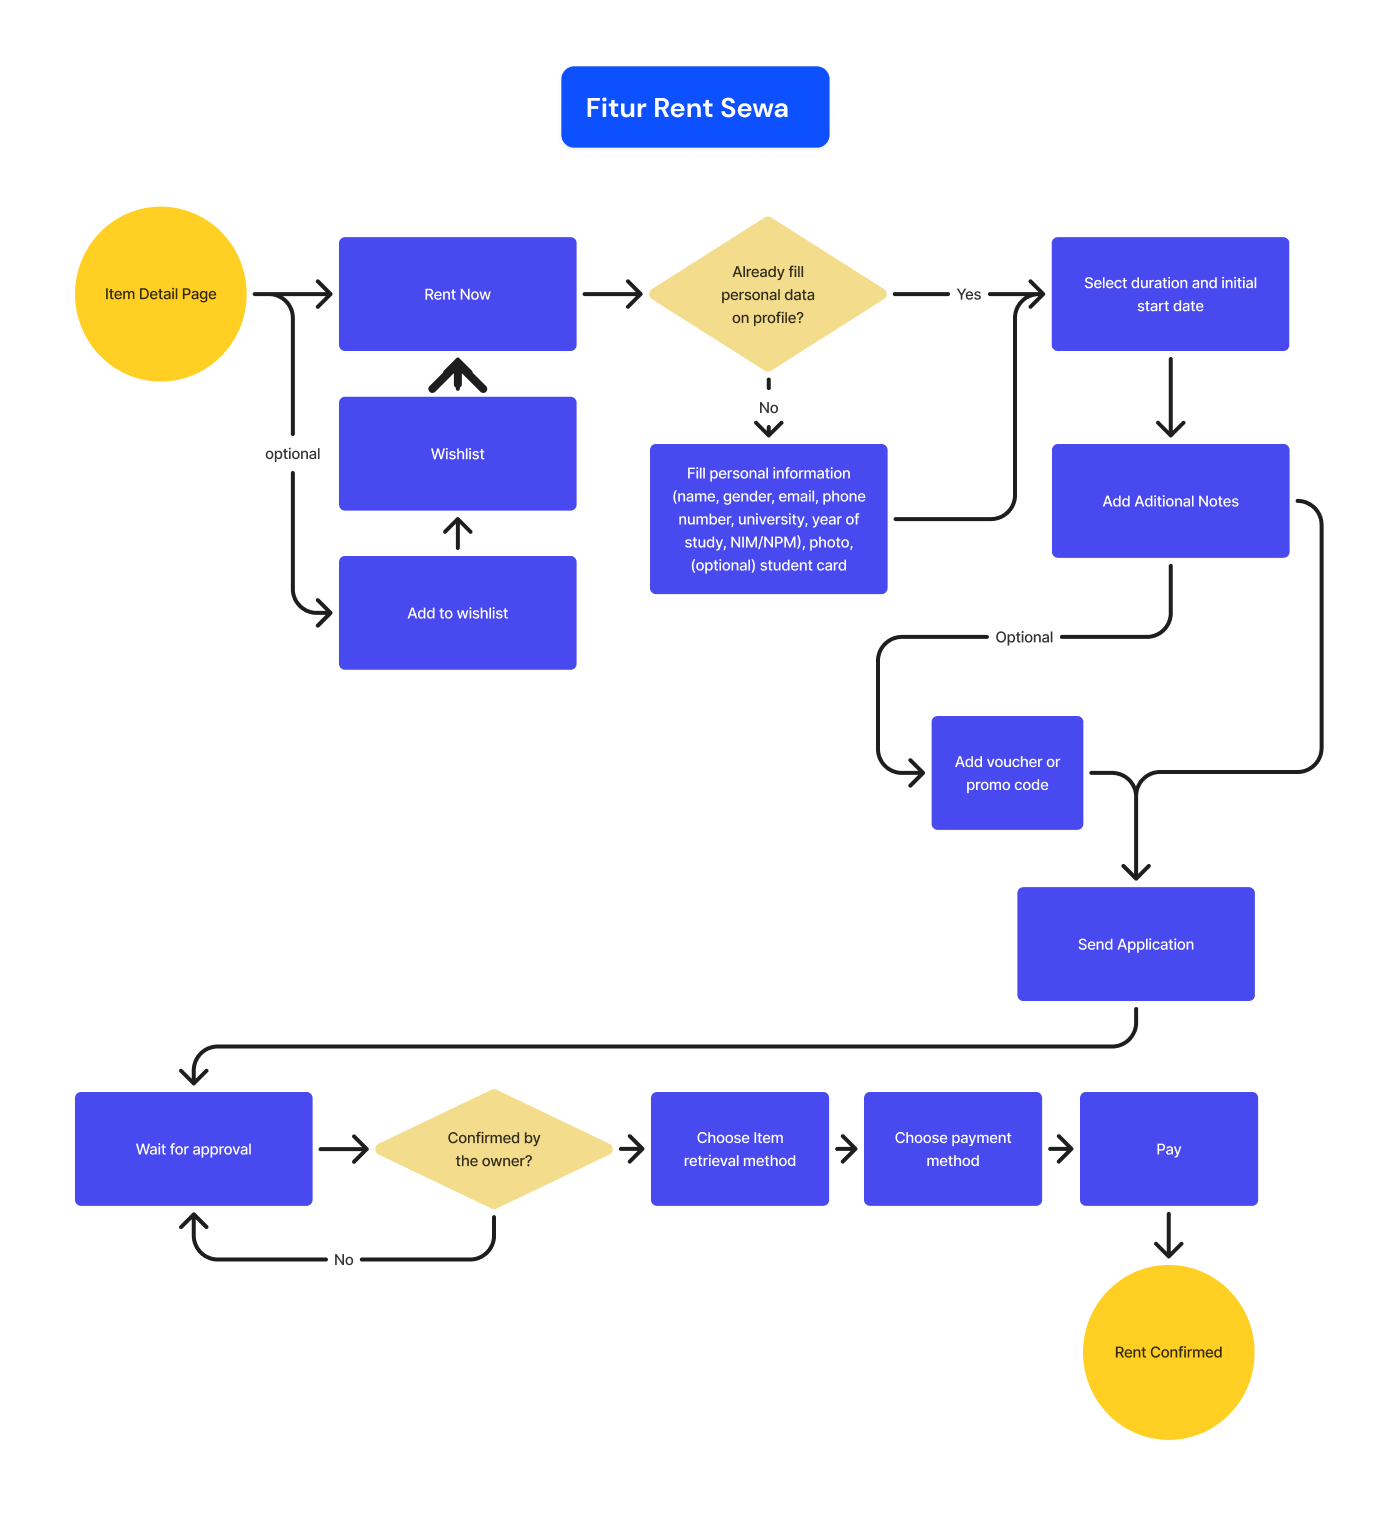 Fitur Rent Sewa
Item Detail Page
Rent Now
Already fill
personal data
on profile?
Yes
Select duration and initial
start date
No
optional
Wishlist
Fill personal information
(name, gender, email, phone
number, university, year of
study, NIM/NPM), photo,
(optional) student card
Add Aditional Notes
Add to wishlist
Optional
Add voucher or
promo code
Send Application
Wait for approval
Confirmed by
the owner?
Choose Item
retrieval method
Choose payment
method
Pay
No
Rent Confirmed